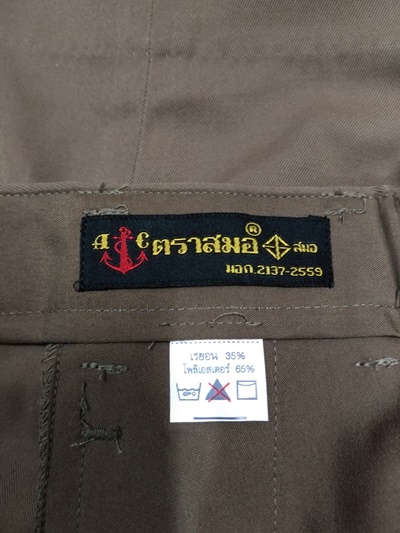 A C ตราสมอ ® สมอ
มอก.2137-2559
เรยอน 35%
โพลีเอสเตอร์ 65%
40°C